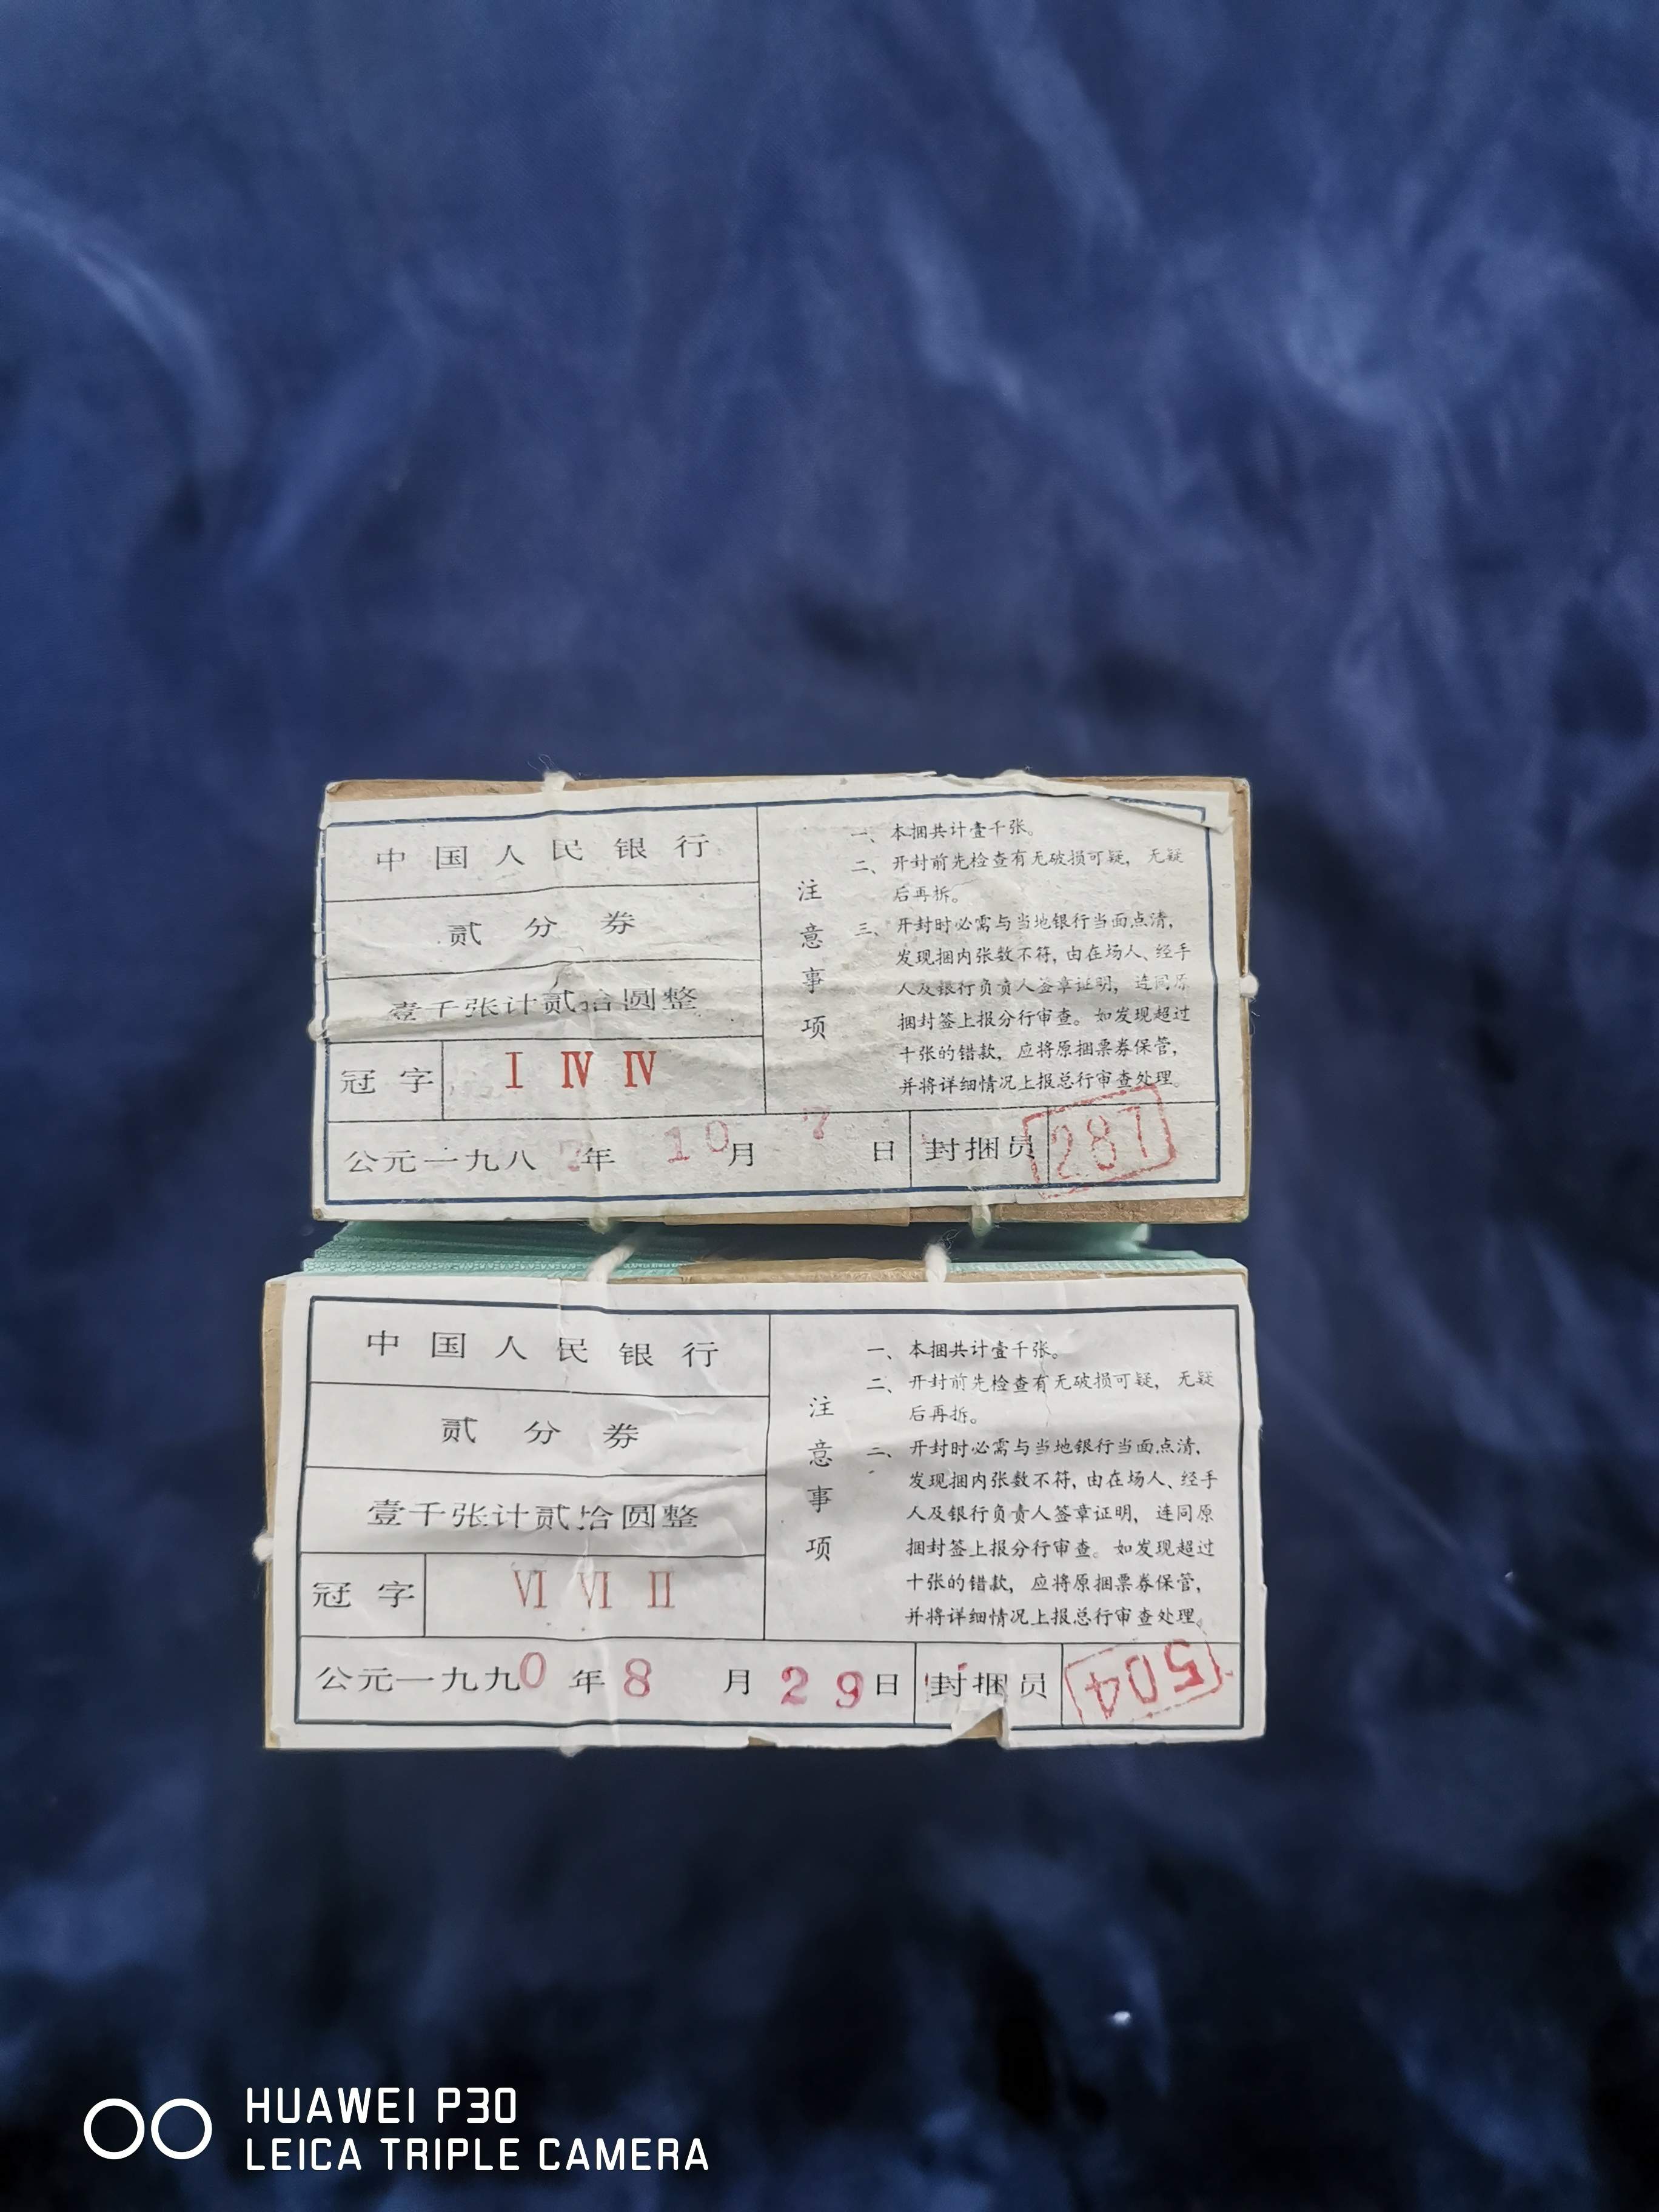 中国人民银行
贰分券
壹千张计贰拾圆整
冠字 Ⅰ Ⅳ Ⅳ
注意事项
一、本捆共计壹千张。
二、开封前先检查有无破损可疑，无疑
后再拆。
三、开封时必需与当地银行当面点清，
发现捆内张数不符，由在场人、经手
人及银行负责人签章证明，连同原
捆封签上报分行审查。如发现超过
十张的错款，应将原捆票券保管，
并将详细情况上报总行审查处理。
公元一九八7年 10月 7日 封捆员 287
中国人民银行
贰分券
壹千张计贰拾圆整
冠字 Ⅵ Ⅵ Ⅱ
注意事项
一、本捆共计壹千张。
二、开封前先检查有无破损可疑，无疑
后再拆。
三、开封时必需与当地银行当面点清，
发现捆内张数不符，由在场人、经手
人及银行负责人签章证明，连同原
捆封签上报分行审查。如发现超过
十张的错款，应将原捆票券保管，
并将详细情况上报总行审查处理。
公元一九九0年8月29日 封捆员 504
HUAWEI P30
LEICA TRIPLE CAMERA